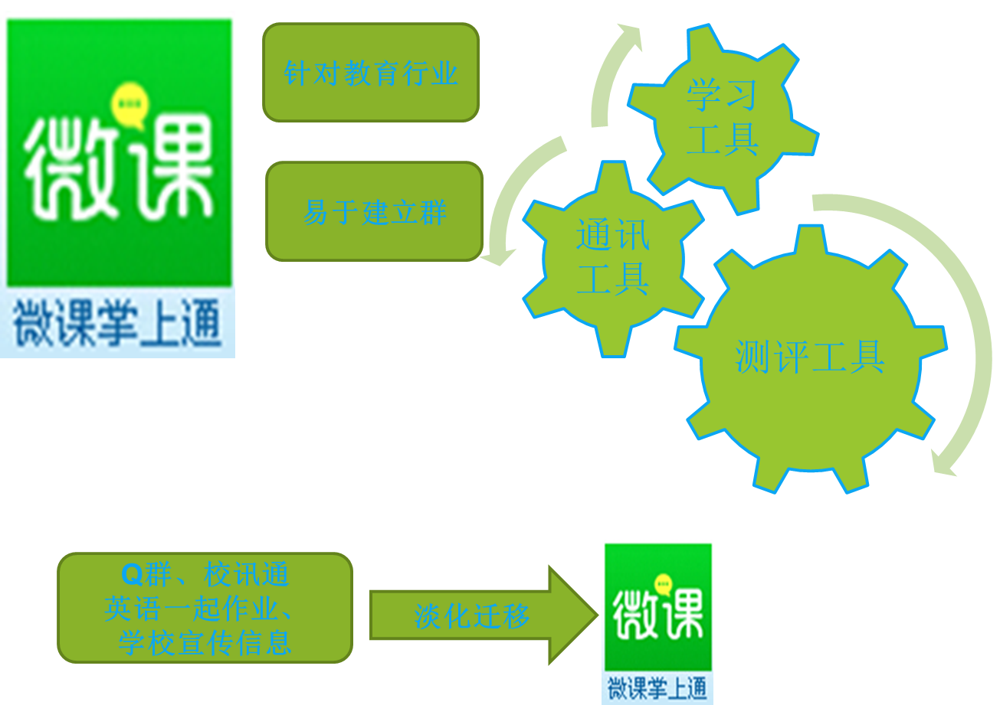 微课
微课掌上通
针对教育行业
易于建立群
学习
工具
通讯
工具
测评工具
Q群、校讯通
英语一起作业、
学校宣传信息
淡化迁移
微课
微课掌上通